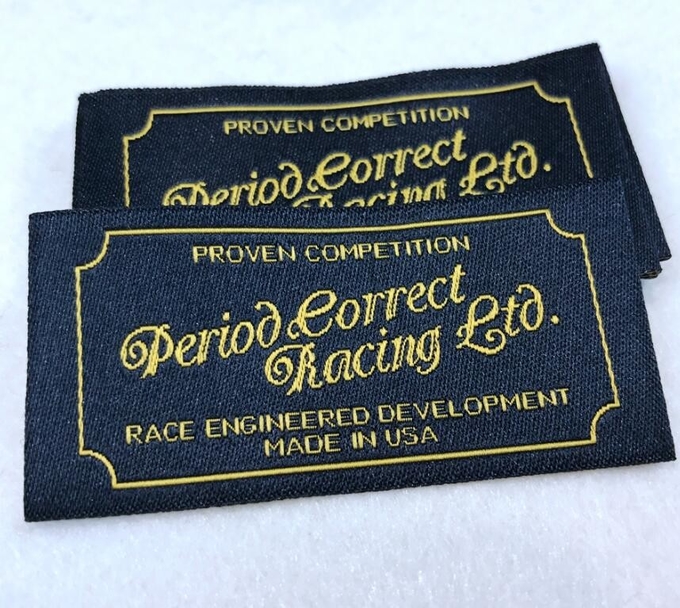 PROVEN COMPETITION
Period Correct
Racing Ltd.
PROVEN COMPETITION
Period Correct
Racing Ltd.
RACE ENGINEERED DEVELOPMENT
MADE IN USA